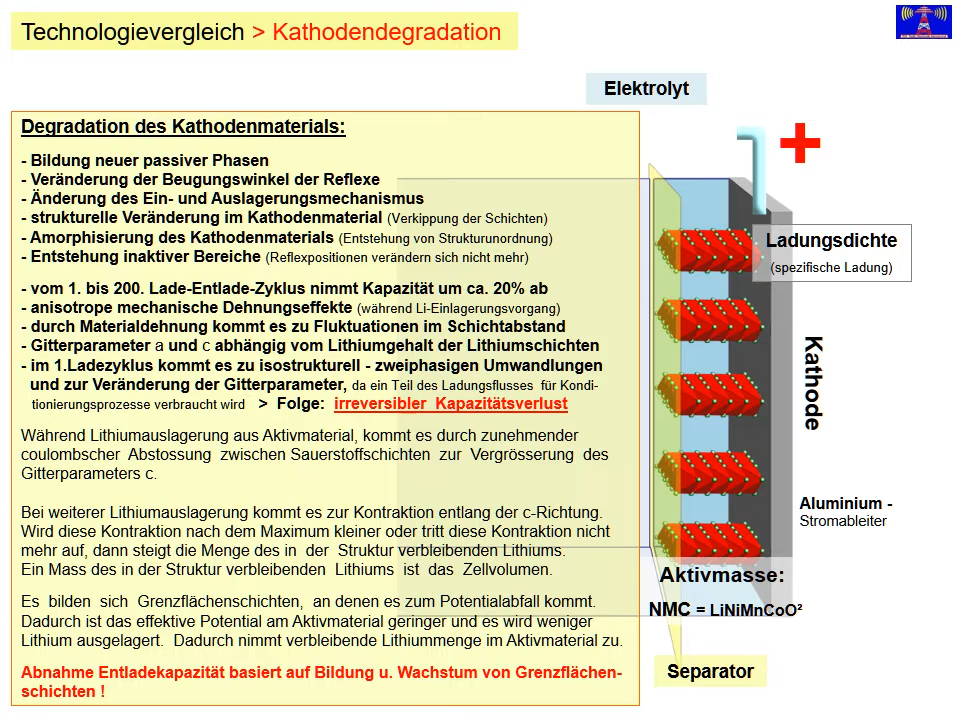 Technologievergleich > Kathodendegradation
Elektrolyt
Degradation des Kathodenmaterials:
- Bildung neuer passiver Phasen
- Veränderung der Beugungswinkel der Reflexe
- Änderung des Ein- und Auslagerungsmechanismus
- strukturelle Veränderung im Kathodenmaterial (Verkippung der Schichten)
- Amorphisierung des Kathodenmaterials (Entstehung von Strukturunordnung)
- Entstehung inaktiver Bereiche (Reflexpositionen verändern sich nicht mehr)
- vom 1. bis 200. Lade-Entlade-Zyklus nimmt Kapazität um ca. 20% ab
- anisotrope mechanische Dehnungseffekte (während Li-Einlagerungsvorgang)
- durch Materialdehnung kommt es zu Fluktuationen im Schichtabstand
- Gitterparameter a und c abhängig vom Lithiumgehalt der Lithiumschichten
- im 1.Ladezyklus kommt es zu isostrukturell - zweiphasigen Umwandlungen
und zur Veränderung der Gitterparameter, da ein Teil des Ladungsflusses für Kondi-
tionierungsprozesse verbraucht wird > Folge: irreversibler Kapazitätsverlust
Während Lithiumauslagerung aus Aktivmaterial, kommt es durch zunehmender
coulombscher Abstossung zwischen Sauerstoffschichten zur Vergrösserung des
Gitterparameters c.
Bei weiterer Lithiumauslagerung kommt es zur Kontraktion entlang der c-Richtung.
Wird diese Kontraktion nach dem Maximum kleiner oder tritt diese Kontraktion nicht
mehr auf, dann steigt die Menge des in der Struktur verbleibenden Lithiums.
Ein Mass des in der Struktur verbleibenden Lithiums ist das Zellvolumen.
Es bilden sich Grenzflächenschichten, an denen es zum Potentialabfall kommt.
Dadurch ist das effektive Potential am Aktivmaterial geringer und es wird weniger
Lithium ausgelagert. Dadurch nimmt verbleibende Lithiummenge im Aktivmaterial zu.
Abnahme Entladekapazität basiert auf Bildung u. Wachstum von Grenzflächen-
schichten !
+
Ladungsdichte
(spezifische Ladung)
Kathode
Aluminium -
Stromableiter
Aktivmasse:
NMC = LiNiMnCoO²
Separator